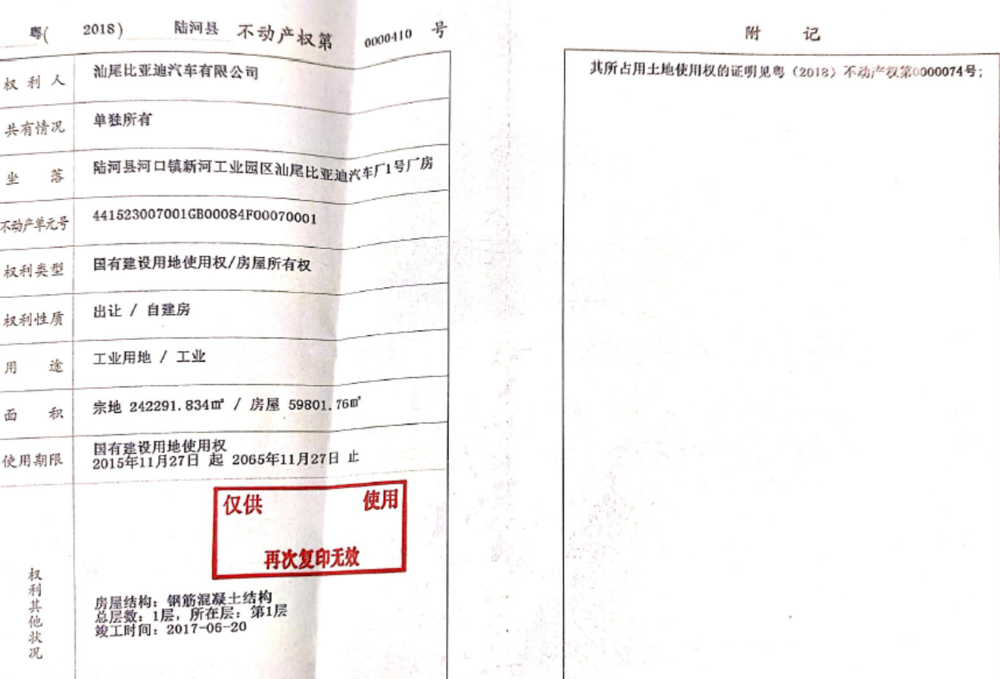 粤( 2018) 陆河县 不动产权第 0000410 号
权利人 汕尾比亚迪汽车有限公司
共有情况 单独所有
坐落 陆河县河口镇新河工业园区汕尾比亚迪汽车厂1号厂房
不动产单元号 441523007001GB00084F00070001
权利类型 国有建设用地使用权/房屋所有权
权利性质 出让 / 自建房
用途 工业用地 / 工业
面积 宗地 242291.834㎡ / 房屋 59801.76㎡
使用期限 国有建设用地使用权
2015年11月27日 起 2065年11月27日 止
仅供 使用
再次复印无效
权利其他状况
房屋结构：钢筋混凝土结构
总层数：1层，所在层：第1层
竣工时间：2017-06-20
附 记
其所占用土地使用权的证明见粤（2018）不动产权第0000074号；